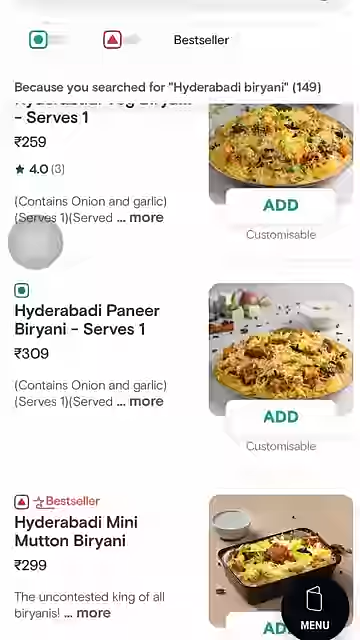 Bestseller
Because you searched for "Hyderabadi biryani" (149)
– Serves 1
₹259
★ 4.0 (3)
(Contains Onion and garlic)
(Serves 1)(Served ... more
ADD
Customisable
Hyderabadi Paneer
Biryani – Serves 1
₹309
(Contains Onion and garlic)
(Serves 1)(Served ... more
ADD
Customisable
Bestseller
Hyderabadi Mini
Mutton Biryani
₹299
The uncontested king of all
biryanis! ... more
MENU